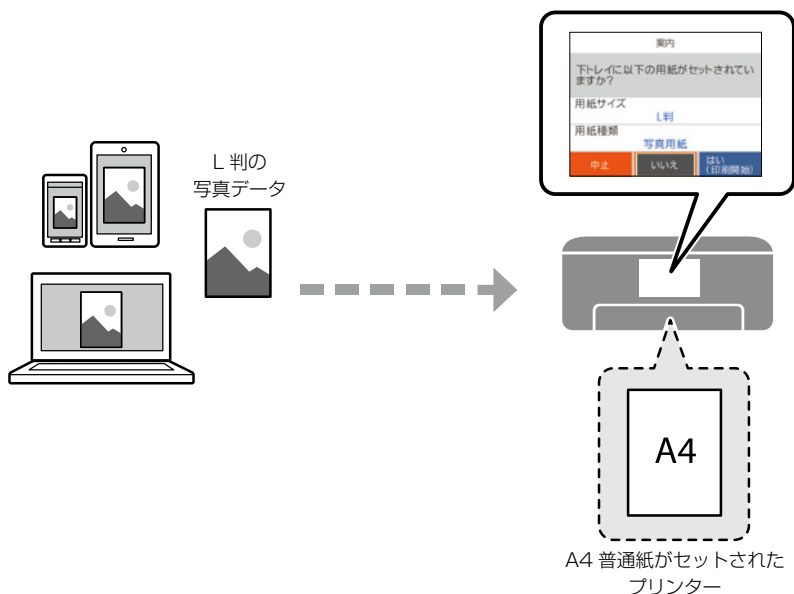 案内
下トレイに以下の用紙がセットされてい
ますか?
用紙サイズ
L判
用紙種類
写真用紙
中止
いいえ
はい
(印刷開始)
L 判の
写真データ
A4
A4 普通紙がセットされた
プリンター